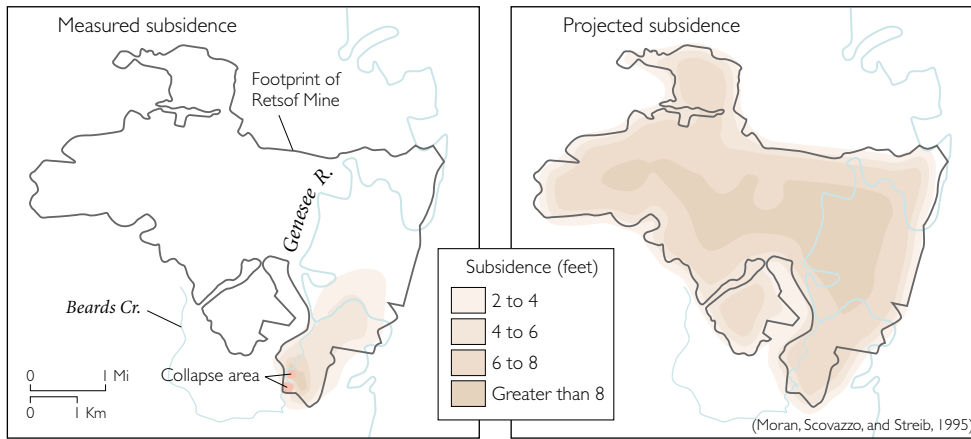 Measured subsidence
Footprint of
Retsof Mine
Genesee R.
Beards Cr.
Collapse area
0 1 Mi
0 1 Km
Projected subsidence
Subsidence (feet)
2 to 4
4 to 6
6 to 8
Greater than 8
(Moran, Scovazzo, and Streib, 1995)